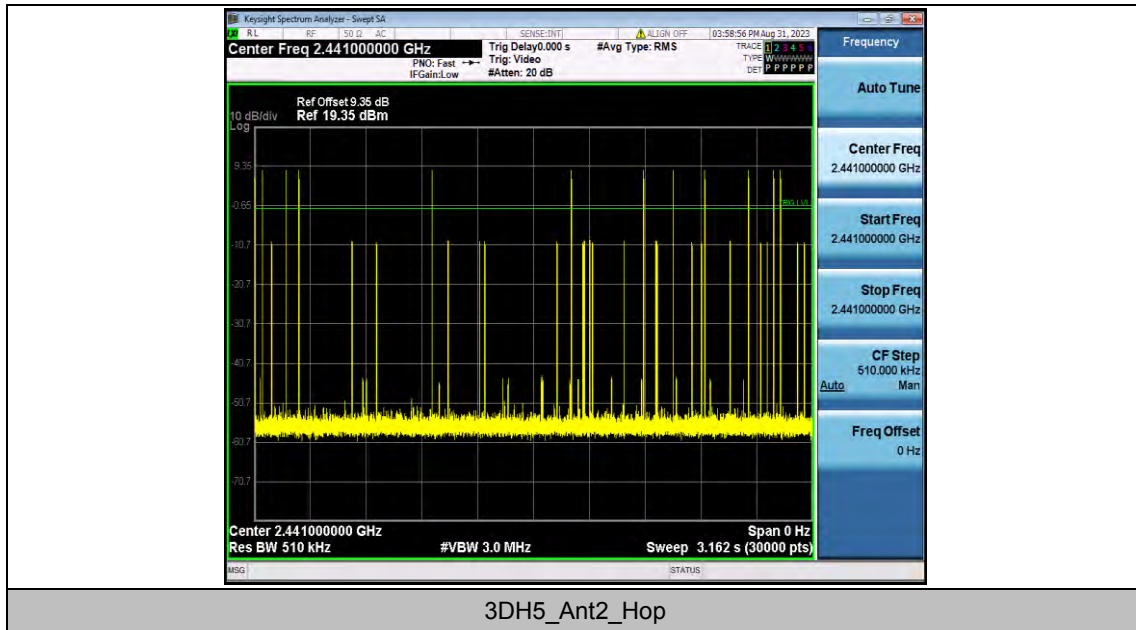 Keysight Spectrum Analyzer - Swept SA
RL RF 50 Ω AC SENSE:INT ALIGN OFF 03:58:56 PM Aug 31, 2023
Center Freq 2.441000000 GHz
PNO: Fast
IFGain:Low
Trig Delay0.000 s
Trig: Video
#Atten: 20 dB
#Avg Type: RMS
TRACE 1 2 3 4 5 6
TYPE W
DET P P P P P P
Ref Offset 9.35 dB
10 dB/div Ref 19.35 dBm
Log
9.35
-0.65
TRIG LVL
-10.7
-20.7
-30.7
-40.7
-50.7
-60.7
-70.7
Center 2.441000000 GHz Span 0 Hz
Res BW 510 kHz #VBW 3.0 MHz Sweep 3.162 s (30000 pts)
MSG STATUS
Frequency
Auto Tune
Center Freq
2.441000000 GHz
Start Freq
2.441000000 GHz
Stop Freq
2.441000000 GHz
CF Step
510.000 kHz
Auto Man
Freq Offset
0 Hz
3DH5_Ant2_Hop